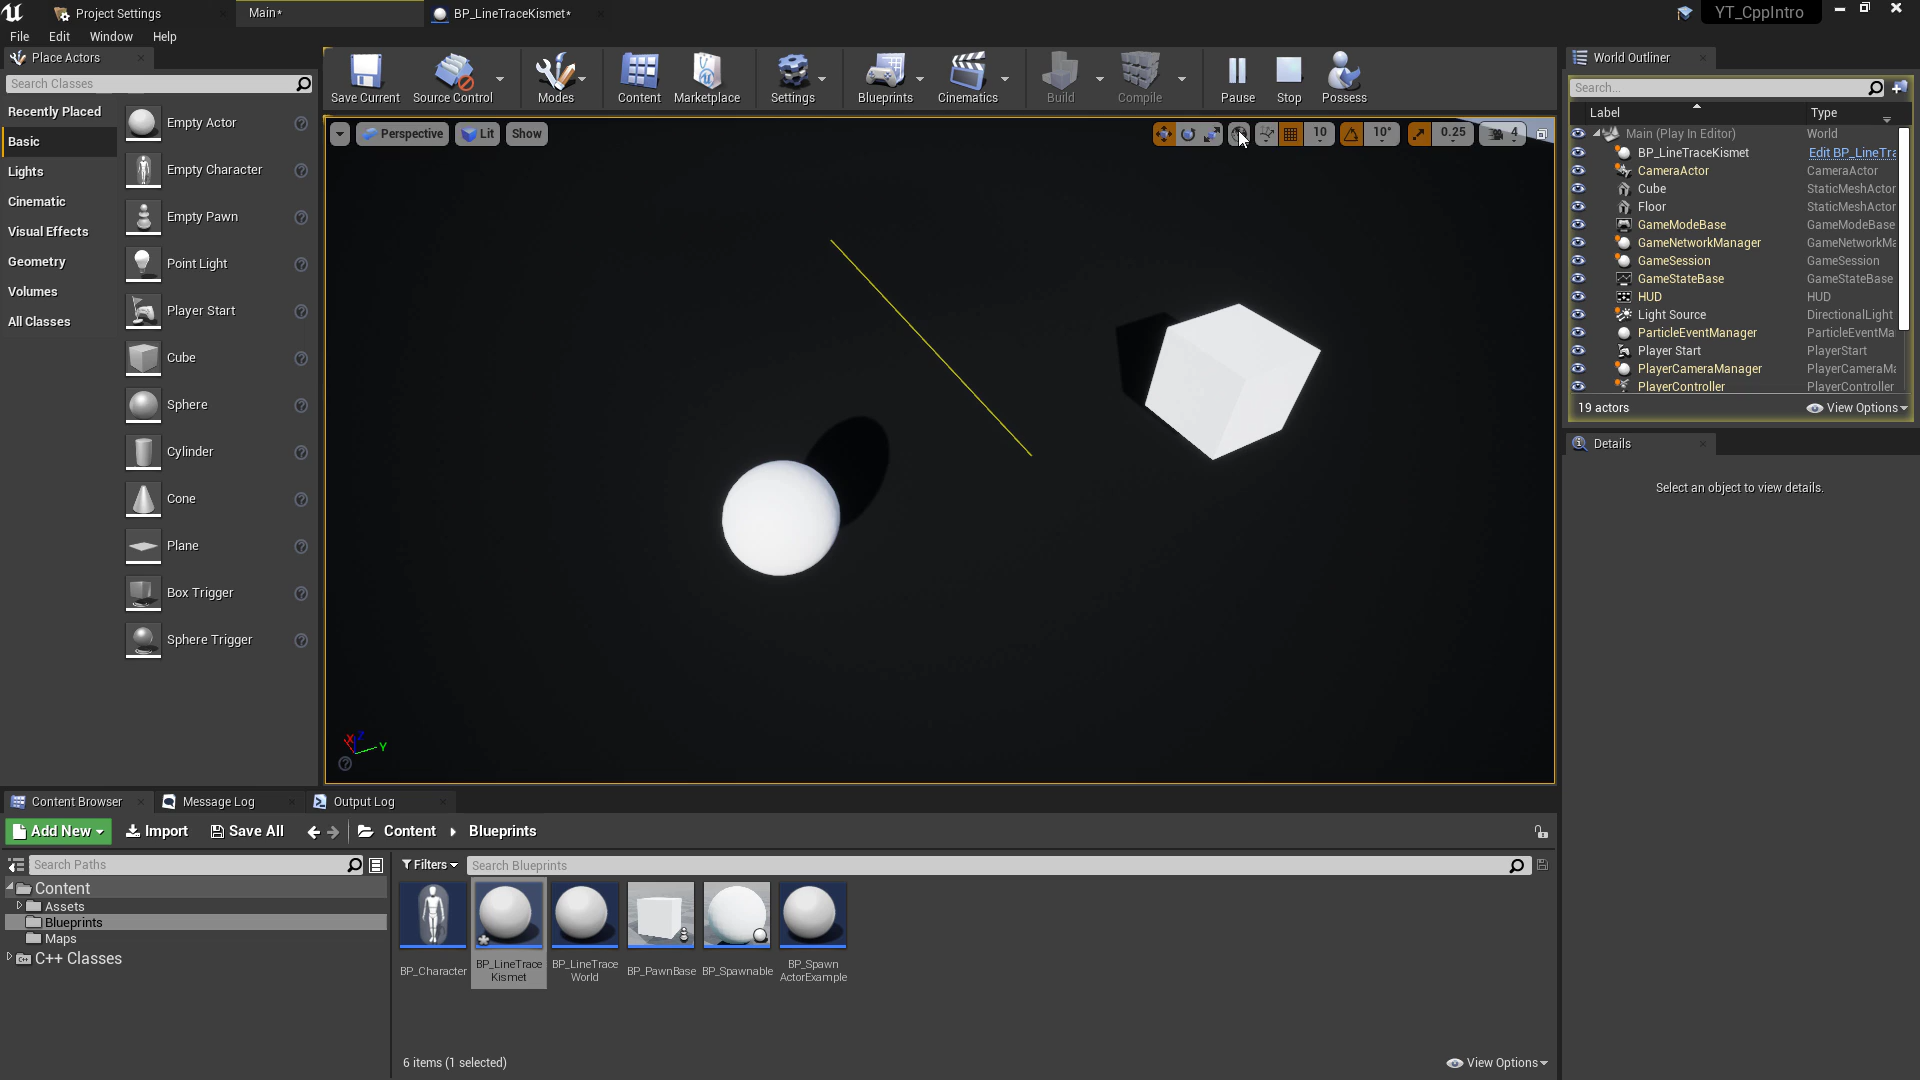 Project Settings
Main*
BP_LineTraceKismet*
YT_CppIntro
File Edit Window Help
Place Actors
Search Classes
Recently Placed
Basic
Lights
Cinematic
Visual Effects
Geometry
Volumes
All Classes
Empty Actor
Empty Character
Empty Pawn
Point Light
Player Start
Cube
Sphere
Cylinder
Cone
Plane
Box Trigger
Sphere Trigger
Save Current
Source Control
Modes
Content
Marketplace
Settings
Blueprints
Cinematics
Build
Compile
Pause
Stop
Possess
Perspective Lit Show
10 10° 0.25 4
X Z Y
World Outliner
Search...
Label Type
Main (Play In Editor) World
BP_LineTraceKismet Edit BP_LineTra
CameraActor CameraActor
Cube StaticMeshActor
Floor StaticMeshActor
GameModeBase GameModeBase
GameNetworkManager GameNetworkMa
GameSession GameSession
GameStateBase GameStateBase
HUD HUD
Light Source DirectionalLight
ParticleEventManager ParticleEventMa
Player Start PlayerStart
PlayerCameraManager PlayerCameraMa
PlayerController PlayerController
19 actors View Options
Details
Select an object to view details.
Content Browser
Message Log
Output Log
Add New Import Save All Content Blueprints
Search Paths
Content
Assets
Blueprints
Maps
C++ Classes
Filters
Search Blueprints
BP_Character
BP_LineTrace
Kismet
BP_LineTrace
World
BP_PawnBase
BP_Spawnable
BP_Spawn
ActorExample
6 items (1 selected)
View Options